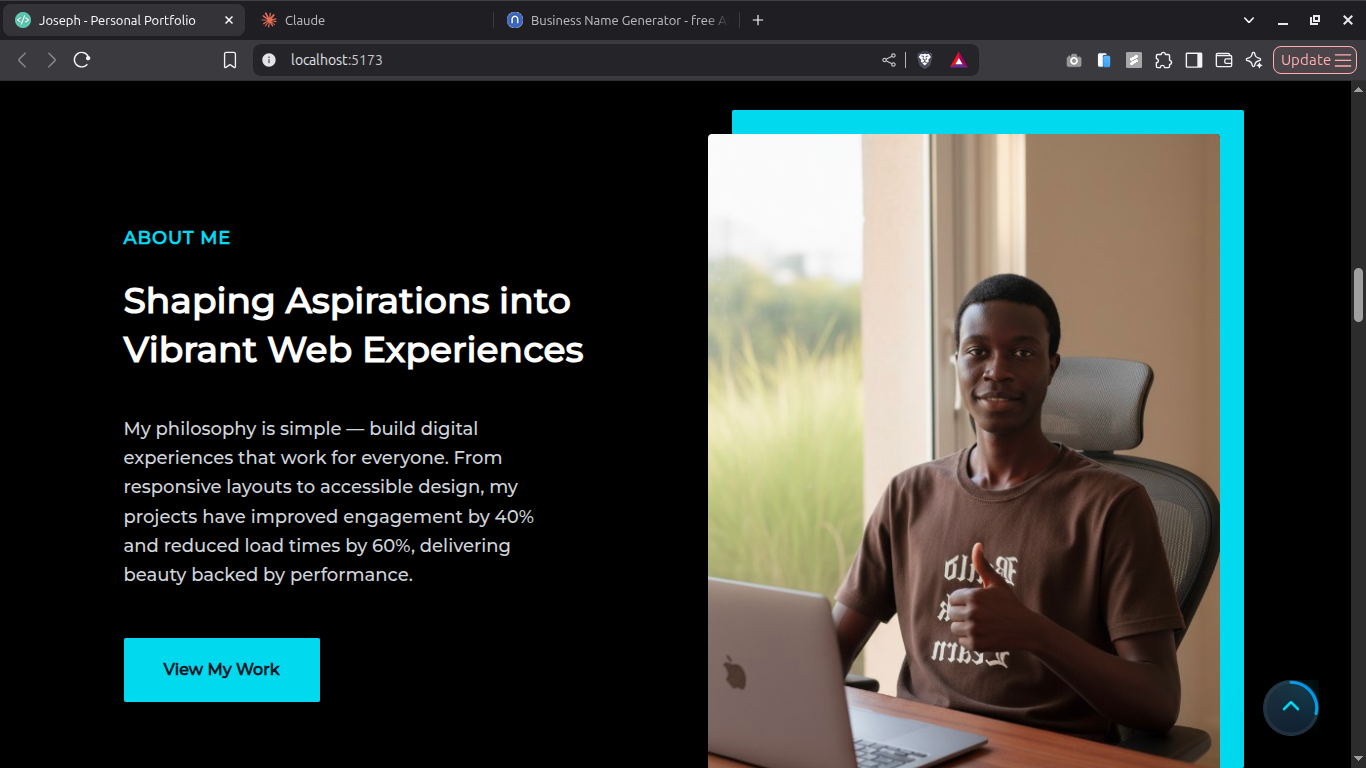 Joseph - Personal Portfolio
Claude
Business Name Generator - free A
localhost:5173
Update
ABOUT ME
Shaping Aspirations into
Vibrant Web Experiences
My philosophy is simple — build digital
experiences that work for everyone. From
responsive layouts to accessible design, my
projects have improved engagement by 40%
and reduced load times by 60%, delivering
beauty backed by performance.
View My Work
Learn